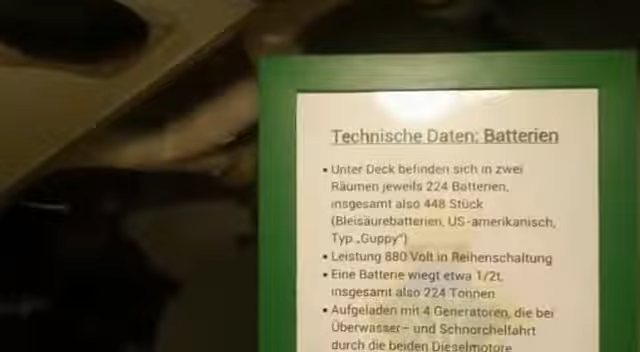 Technische Daten: Batterien
• Unter Deck befinden sich in zwei
Räumen jeweils 224 Batterien,
insgesamt also 448 Stück
(Bleisäurebatterien, US-amerikanisch,
Typ „Guppy")
• Leistung 880 Volt in Reihenschaltung
• Eine Batterie wiegt etwa 1/2t,
insgesamt also 224 Tonnen
• Aufgeladen mit 4 Generatoren, die bei
Überwasser– und Schnorchelfahrt
durch die beiden Dieselmotore